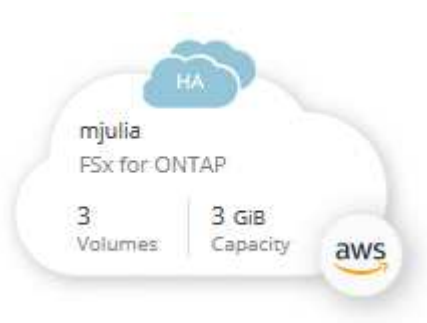 HA
mjulia
FSx for ONTAP
3 3 GiB
Volumes Capacity
aws